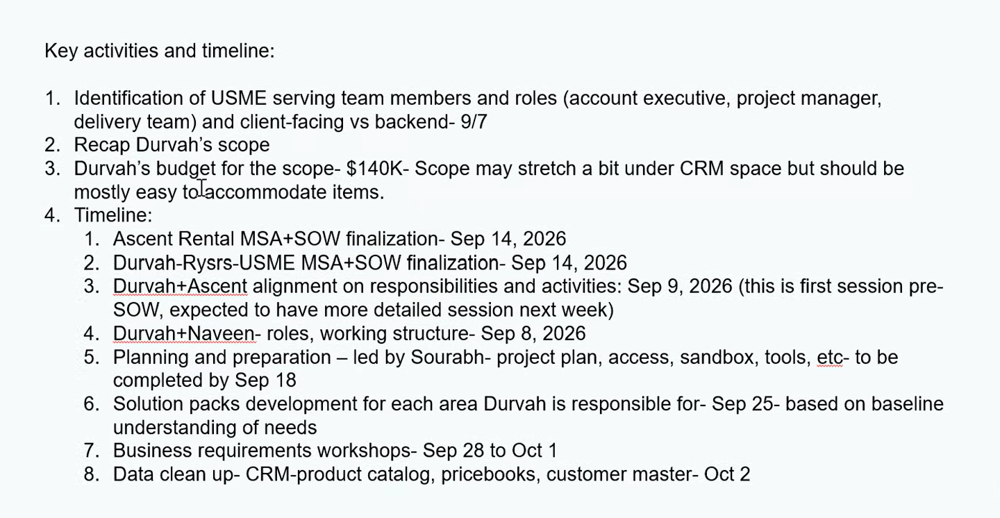 Key activities and timeline:
1. Identification of USME serving team members and roles (account executive, project manager,
delivery team) and client-facing vs backend- 9/7
2. Recap Durvah’s scope
3. Durvah’s budget for the scope- $140K- Scope may stretch a bit under CRM space but should be
mostly easy to accommodate items.
4. Timeline:
1. Ascent Rental MSA+SOW finalization- Sep 14, 2026
2. Durvah-Rysrs-USME MSA+SOW finalization- Sep 14, 2026
3. Durvah+Ascent alignment on responsibilities and activities: Sep 9, 2026 (this is first session pre-
SOW, expected to have more detailed session next week)
4. Durvah+Naveen- roles, working structure- Sep 8, 2026
5. Planning and preparation – led by Sourabh- project plan, access, sandbox, tools, etc- to be
completed by Sep 18
6. Solution packs development for each area Durvah is responsible for- Sep 25- based on baseline
understanding of needs
7. Business requirements workshops- Sep 28 to Oct 1
8. Data clean up- CRM-product catalog, pricebooks, customer master- Oct 2